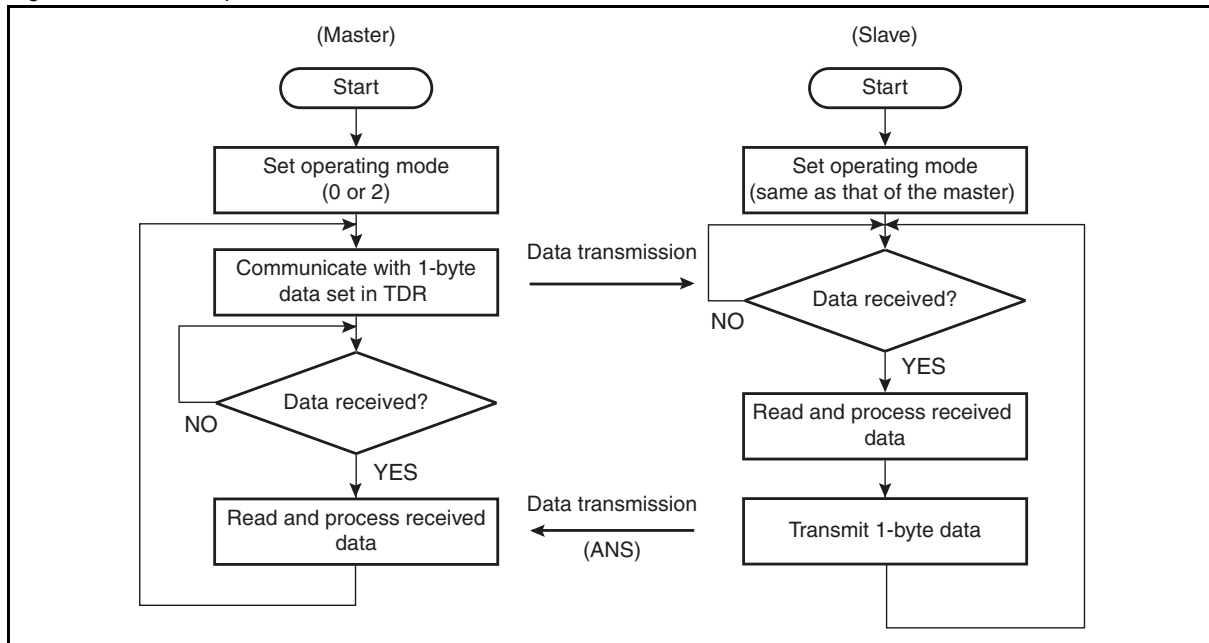 (Master)
Start
Set operating mode
(0 or 2)
Communicate with 1-byte
data set in TDR
Data received?
NO
YES
Read and process received
data
Data transmission
Data transmission
(ANS)
(Slave)
Start
Set operating mode
(same as that of the master)
Data received?
NO
YES
Read and process received
data
Transmit 1-byte data